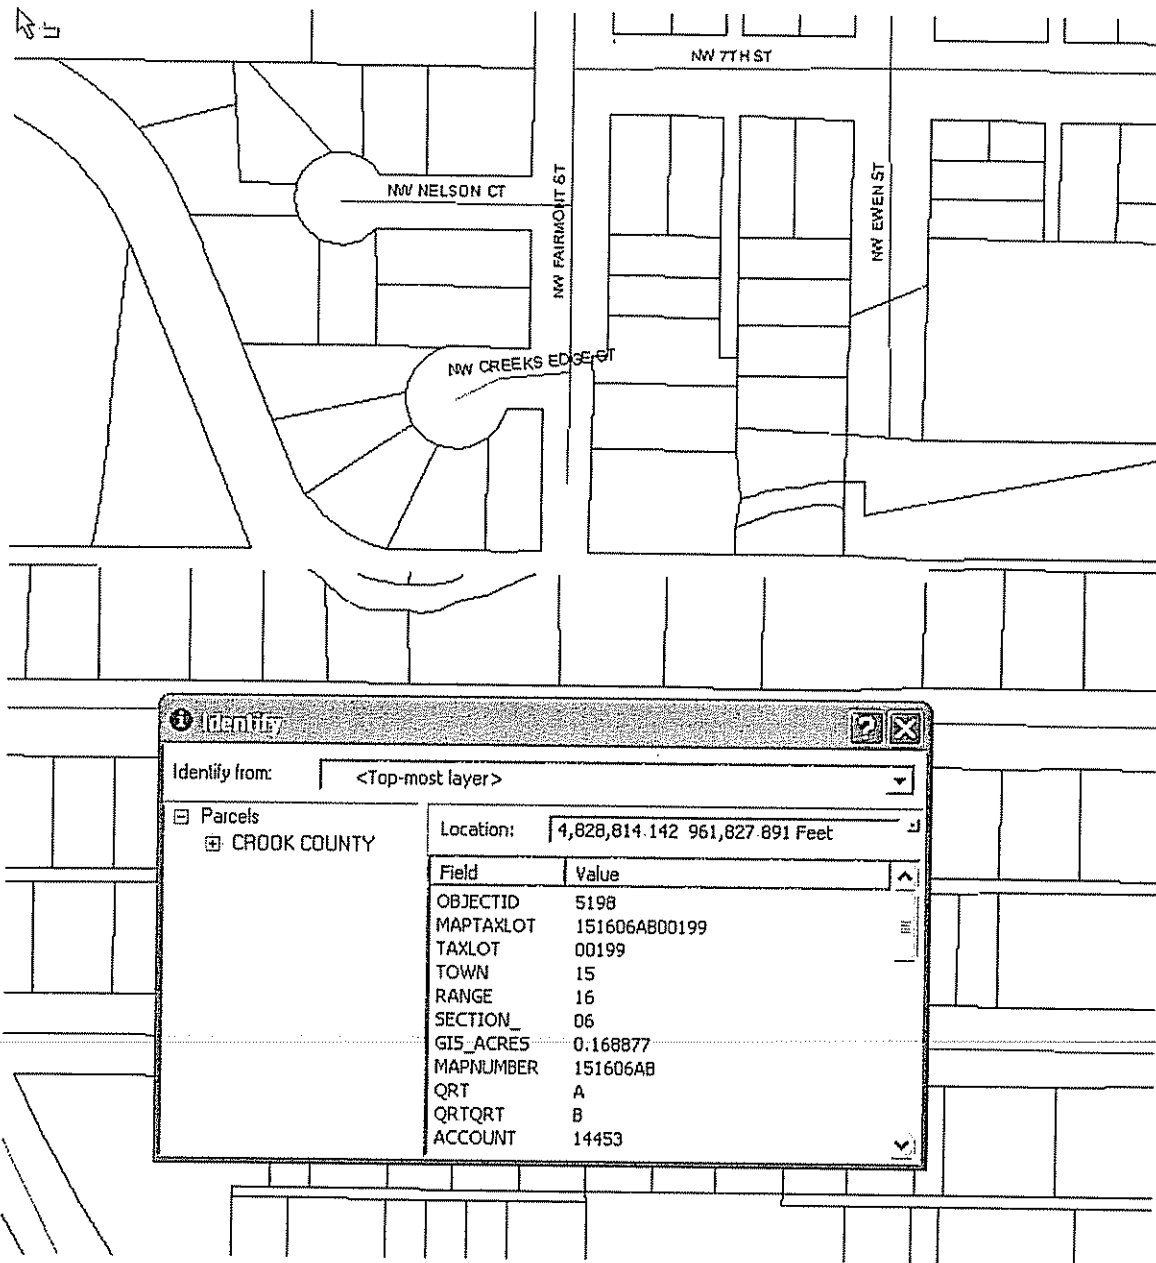 NW 7TH ST
NW NELSON CT
NW FAIRMONT ST
NW EWEN ST
NW CREEKS EDGE ST
Identify
Identify from: <Top-most layer>
Parcels
CROOK COUNTY
Location: 4,828,814.142 961,827.891 Feet
Field Value
OBJECTID 5198
MAPTAXLOT 151606AB00199
TAXLOT 00199
TOWN 15
RANGE 16
SECTION_ 06
GIS_ACRES 0.168877
MAPNUMBER 151606AB
QRT A
QRTQRT B
ACCOUNT 14453